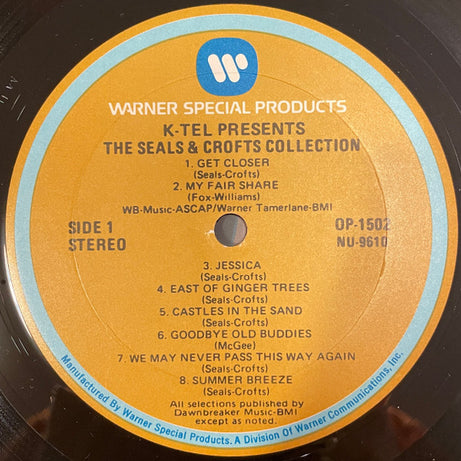 WARNER SPECIAL PRODUCTS
K-TEL PRESENTS
THE SEALS & CROFTS COLLECTION
1. GET CLOSER
(Seals-Crofts)
2. MY FAIR SHARE
(Fox-Williams)
WB-Music-ASCAP/Warner Tamerlane-BMI
SIDE 1
STEREO
OP-1502
NU-9610
3. JESSICA
(Seals-Crofts)
4. EAST OF GINGER TREES
(Seals-Crofts)
5. CASTLES IN THE SAND
(Seals-Crofts)
6. GOODBYE OLD BUDDIES
(McGee)
7. WE MAY NEVER PASS THIS WAY AGAIN
(Seals-Crofts)
8. SUMMER BREEZE
(Seals-Crofts)
All selections published by
Dawnbreaker Music-BMI
except as noted.
Manufactured By Warner Special Products. A Division Of Warner Communications, Inc.